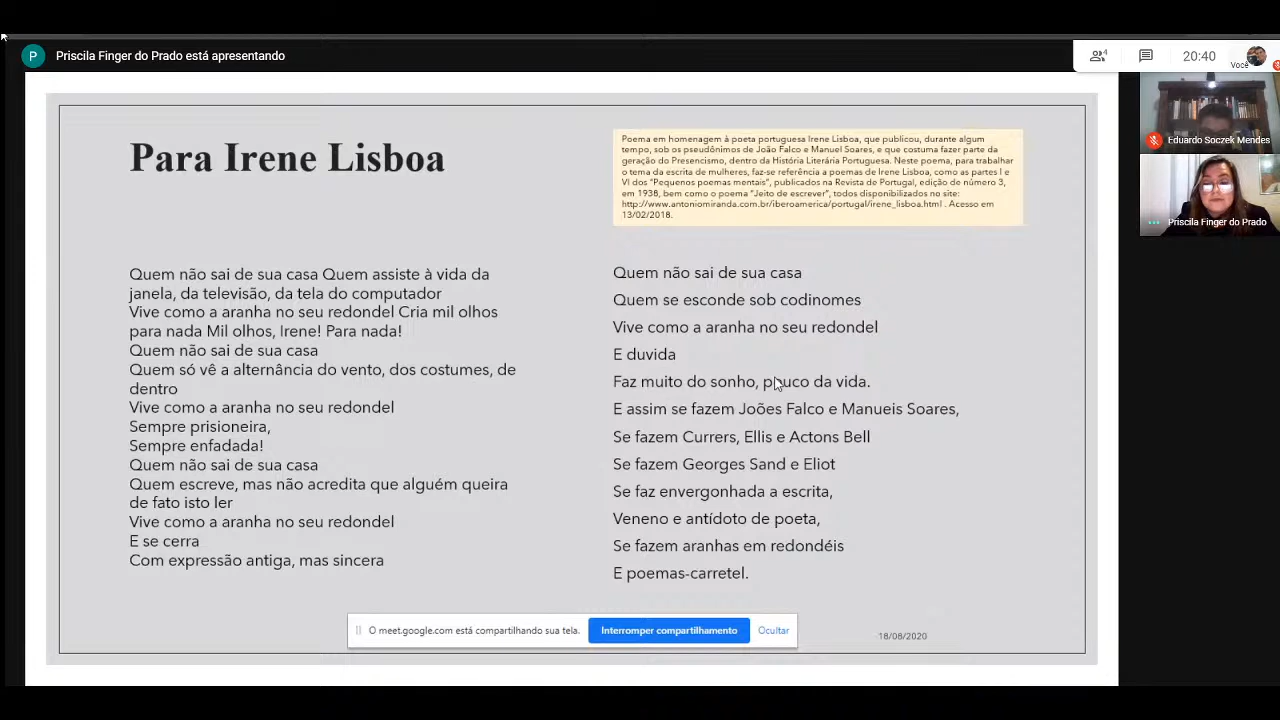 P
Priscila Finger do Prado está apresentando
4
20:40
Você
Eduardo Soczek Mendes
Priscila Finger do Prado
Para Irene Lisboa
Poema em homenagem à poeta portuguesa Irene Lisboa, que publicou, durante algum
tempo, sob os pseudônimos de João Falco e Manuel Soares, e que costuma fazer parte da
geração do Presencismo, dentro da História Literária Portuguesa. Neste poema, para trabalhar
o tema da escrita de mulheres, faz-se referência a poemas de Irene Lisboa, como as partes I e
VI dos "Pequenos poemas mentais", publicados na Revista de Portugal, edição de número 3,
em 1938, bem como o poema "Jeito de escrever", todos disponibilizados no site:
http://www.antoniomiranda.com.br/iberoamerica/portugal/irene_lisboa.html . Acesso em
13/02/2018.
Quem não sai de sua casa Quem assiste à vida da
janela, da televisão, da tela do computador
Vive como a aranha no seu redondel Cria mil olhos
para nada Mil olhos, Irene! Para nada!
Quem não sai de sua casa
Quem só vê a alternância do vento, dos costumes, de
dentro
Vive como a aranha no seu redondel
Sempre prisioneira,
Sempre enfadada!
Quem não sai de sua casa
Quem escreve, mas não acredita que alguém queira
de fato isto ler
Vive como a aranha no seu redondel
E se cerra
Com expressão antiga, mas sincera
Quem não sai de sua casa
Quem se esconde sob codinomes
Vive como a aranha no seu redondel
E duvida
Faz muito do sonho, pouco da vida.
E assim se fazem Joões Falco e Manueis Soares,
Se fazem Currers, Ellis e Actons Bell
Se fazem Georges Sand e Eliot
Se faz envergonhada a escrita,
Veneno e antídoto de poeta,
Se fazem aranhas em redondéis
E poemas-carretel.
O meet.google.com está compartilhando sua tela.
Interromper compartilhamento
Ocultar
18/08/2020